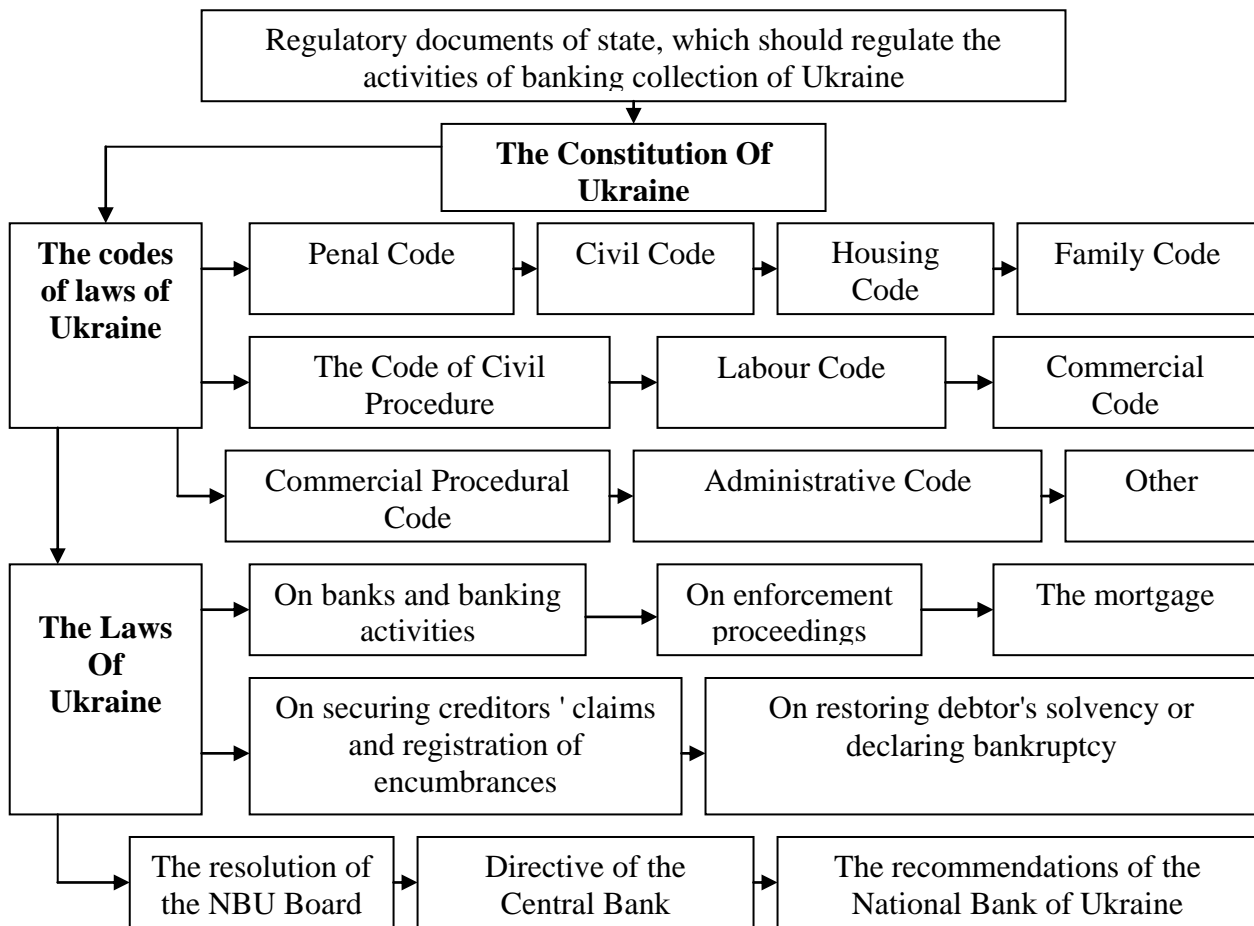 Regulatory documents of state, which should regulate the
activities of banking collection of Ukraine
The Constitution Of
Ukraine
The codes
of laws of
Ukraine
Penal Code
Civil Code
Housing
Code
Family Code
The Code of Civil
Procedure
Labour Code
Commercial
Code
Commercial Procedural
Code
Administrative Code
Other
The Laws
Of
Ukraine
On banks and banking
activities
On enforcement
proceedings
The mortgage
On securing creditors ' claims
and registration of
encumbrances
On restoring debtor's solvency or
declaring bankruptcy
The resolution of
the NBU Board
Directive of the
Central Bank
The recommendations of the
National Bank of Ukraine